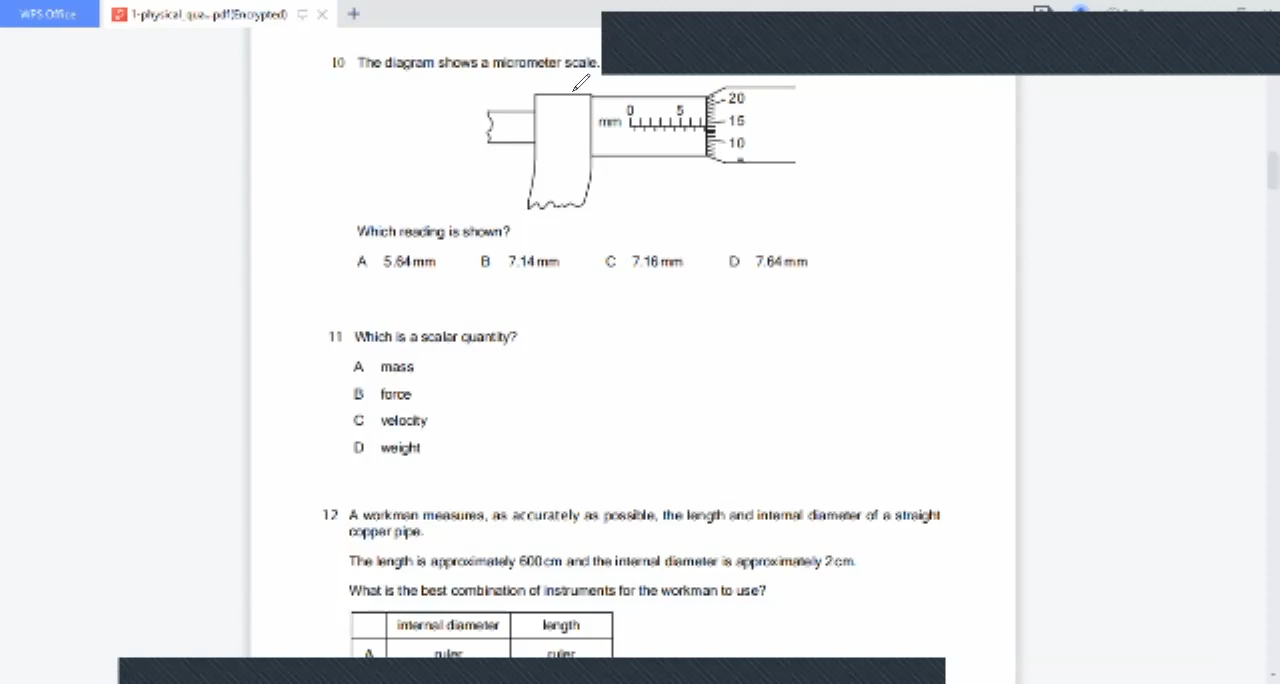 WPS Office
1-physical_qua...pdf(Encrypted)
10 The diagram shows a micrometer scale.
0 5
mm
20
15
10
Which reading is shown?
A 5.64 mm B 7.14 mm C 7.16 mm D 7.64 mm
11 Which is a scalar quantity?
A mass
B force
C velocity
D weight
12 A workman measures, as accurately as possible, the length and internal diameter of a straight
copper pipe.
The length is approximately 600 cm and the internal diameter is approximately 2 cm.
What is the best combination of instruments for the workman to use?
internal diameter length
A ruler ruler